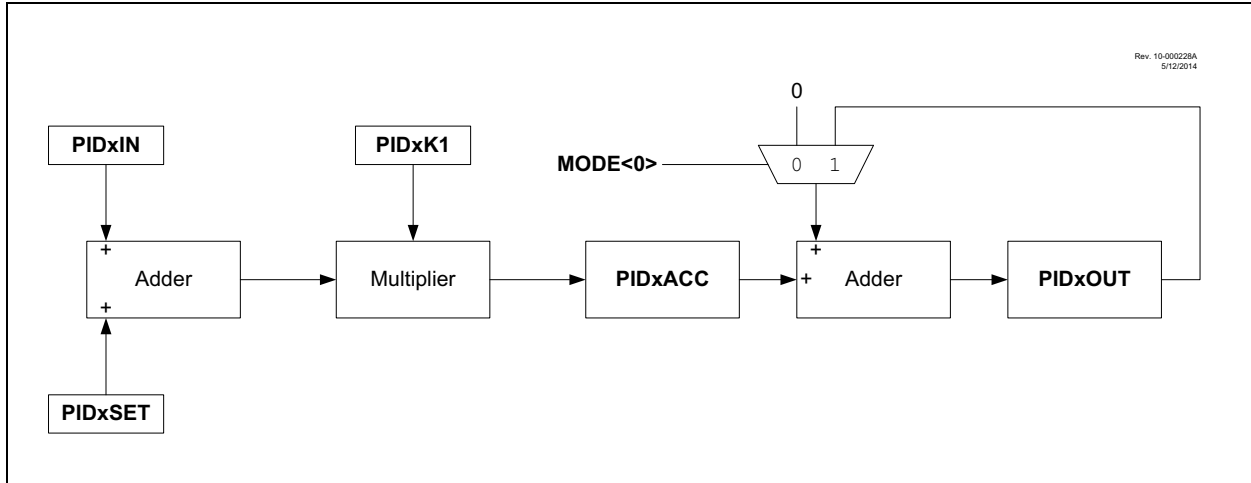 Rev. 10-000228A
5/12/2014
0
PIDxIN
PIDxK1
MODE<0>
0 1
+
+
Adder
Multiplier
PIDxACC
+
+
Adder
PIDxOUT
PIDxSET